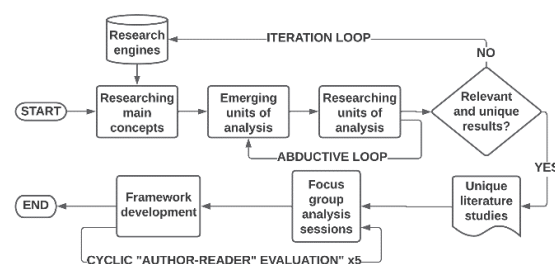 Research
engines
ITERATION LOOP
NO
START
Researching
main
concepts
Emerging
units of
analysis
Researching
units of
analysis
Relevant
and unique
results?
ABDUCTIVE LOOP
YES
END
Framework
development
Focus
group
analysis
sessions
Unique
literature
studies
CYCLIC "AUTHOR-READER" EVALUATION" x5